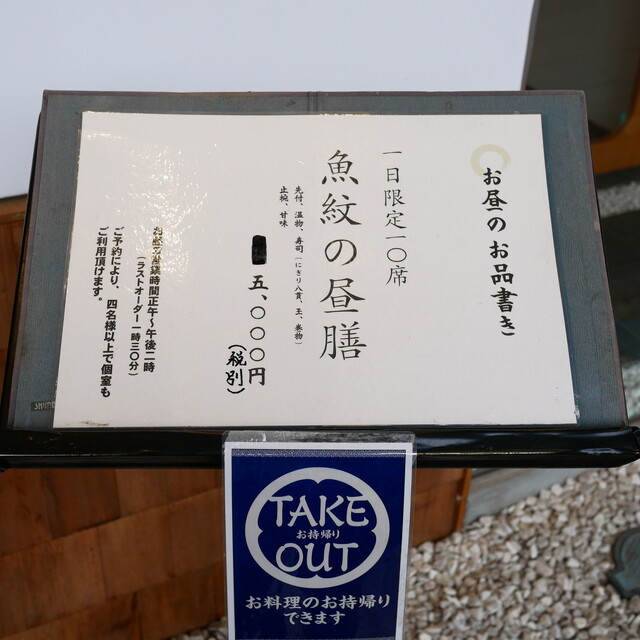 お昼のお品書き
一日限定一〇席
魚紋の昼膳
先付 温物 寿司(にぎり八貫、玉、巻物)
止椀 甘味
五、〇〇〇円
(税別)
時間正午〜午後二時
(ラストオーダー一時三〇分)
ご予約により、四名様以上で個室も
ご利用頂けます。
TAKE
お持帰り
OUT
お料理のお持帰り
できます